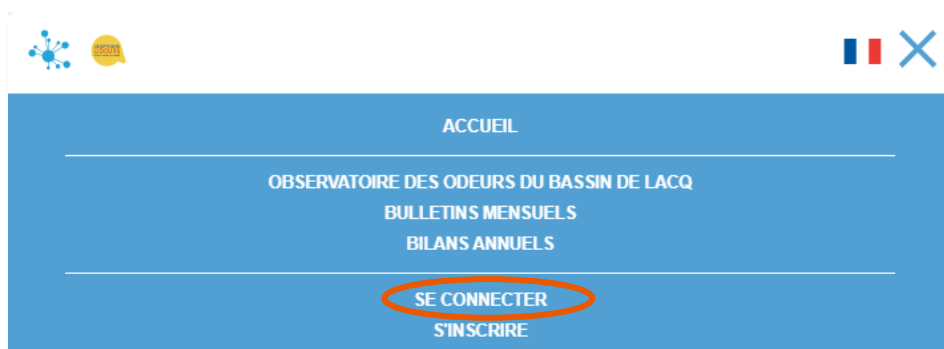 ACCUEIL
OBSERVATOIRE DES ODEURS DU BASSIN DE LACQ
BULLETINS MENSUELS
BILANS ANNUELS
SE CONNECTER
S'INSCRIRE